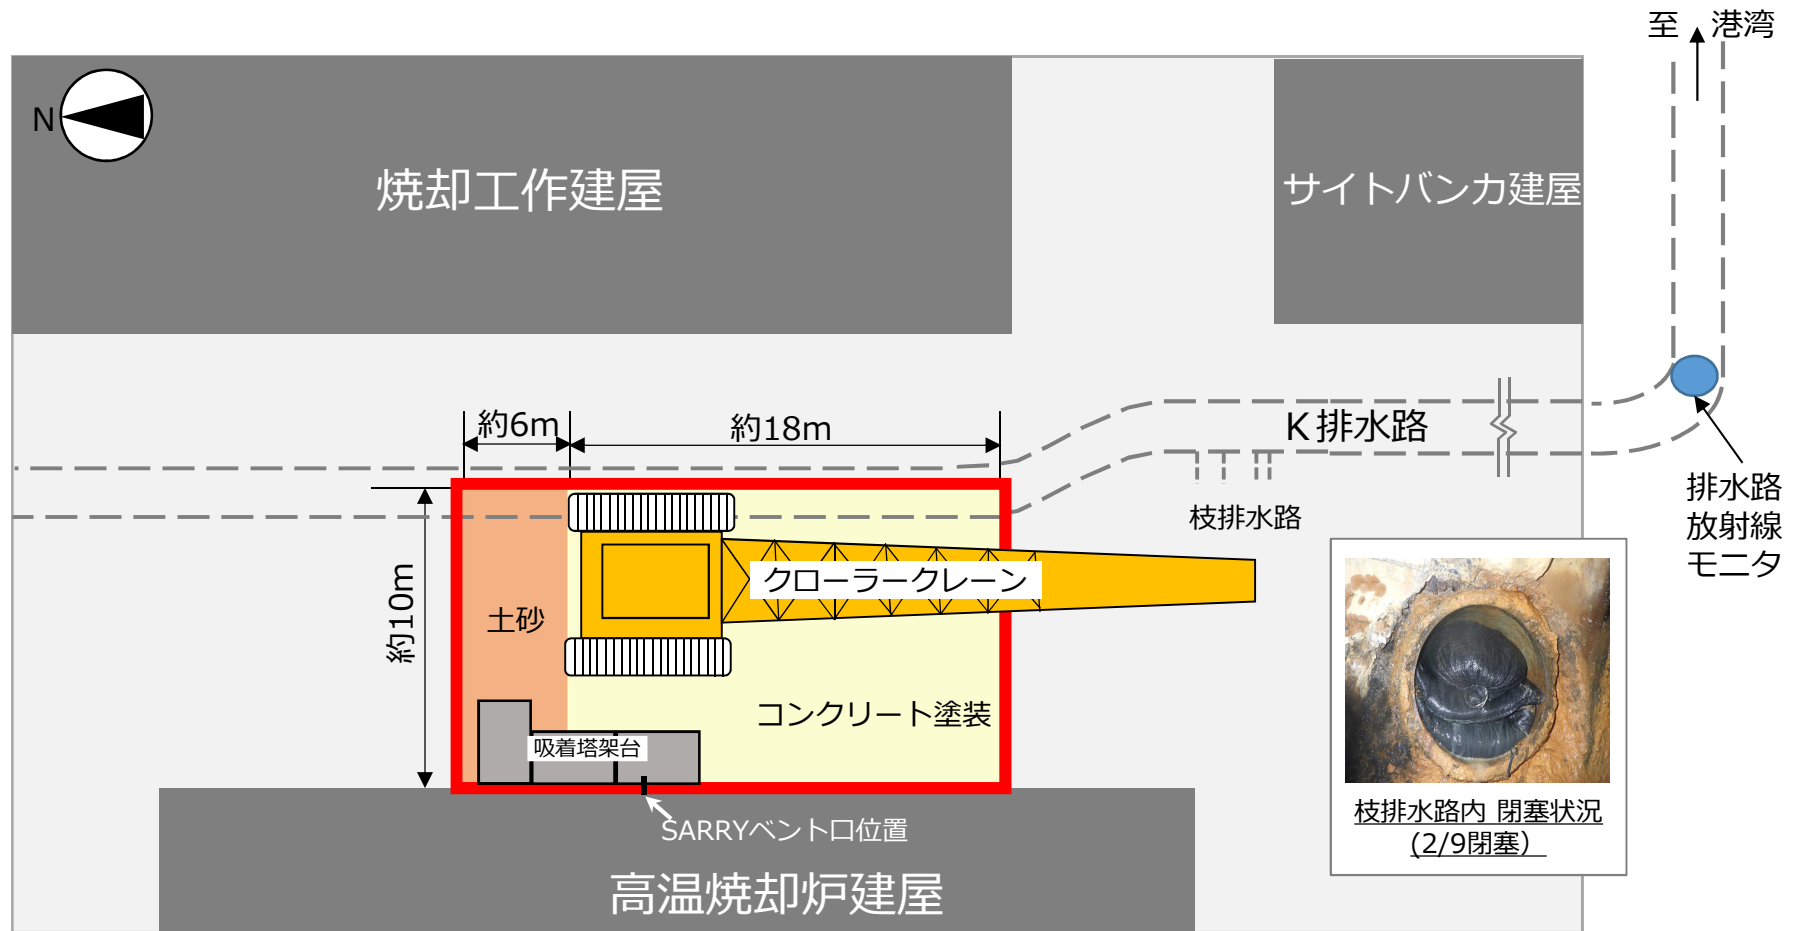 至 港湾
N
焼却工作建屋
サイトバンカ建屋
約6m
約18m
K排水路
排水路
放射線
モニタ
枝排水路
約10m
クローラークレーン
土砂
コンクリート塗装
吸着塔架台
SARRYベント口位置
高温焼却炉建屋
枝排水路内 閉塞状況
(2/9閉塞)